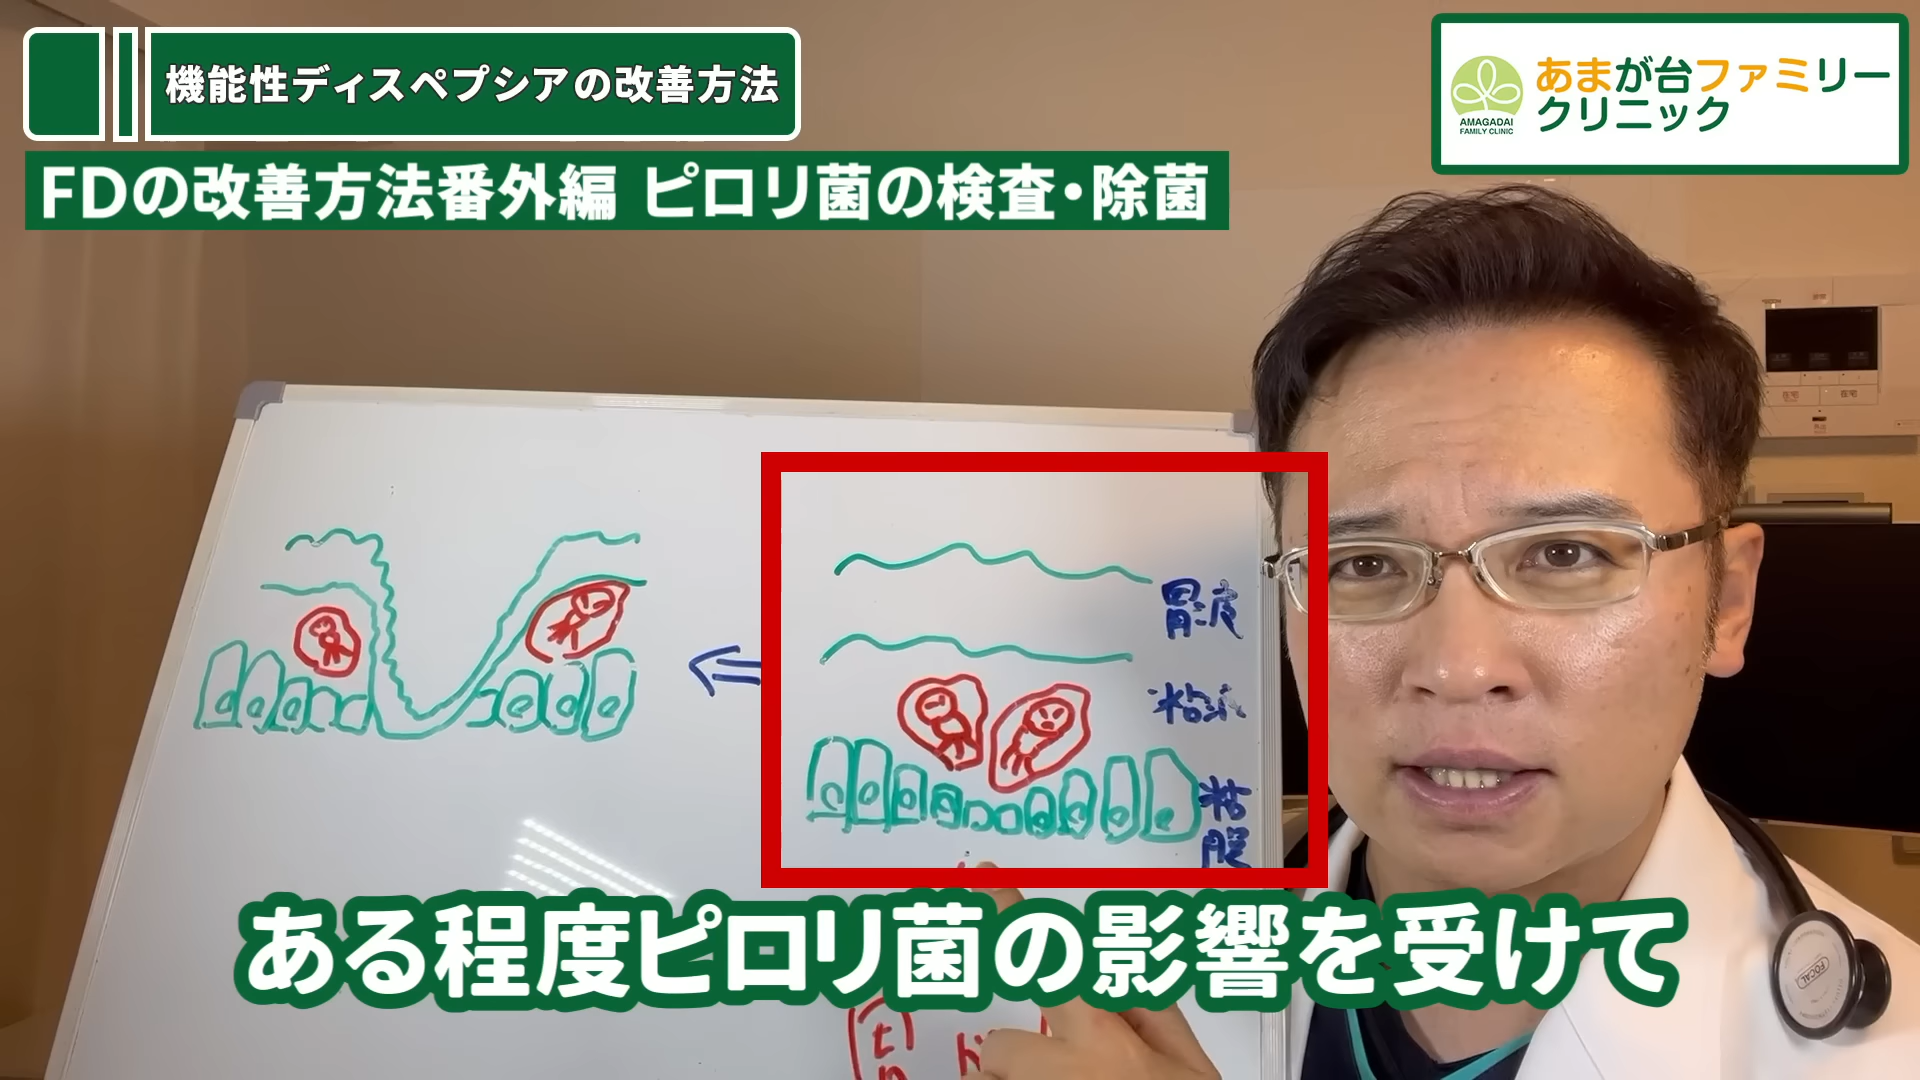 機能性ディスペプシアの改善方法
FDの改善方法番外編 ピロリ菌の検査・除菌
あまが台ファミリー
クリニック
AMAGADAI
FAMILY CLINIC
胃液
粘液
粘膜
ある程度ピロリ菌の影響を受けて
FOCAL